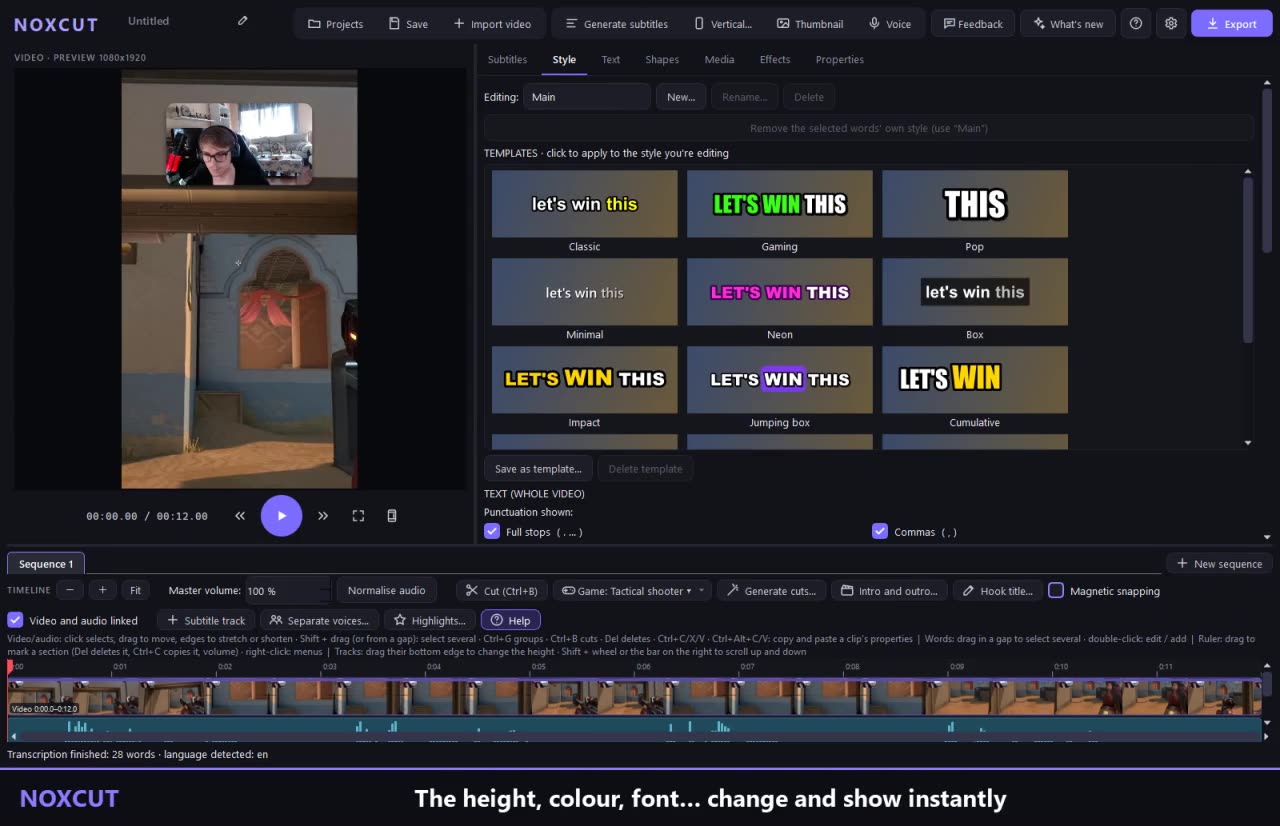 NOXCUT
Untitled
Projects
Save
Import video
Generate subtitles
Vertical...
Thumbnail
Voice
Feedback
What's new
Export
VIDEO · PREVIEW 1080x1920
Subtitles
Style
Text
Shapes
Media
Effects
Properties
Editing:
Main
New...
Rename...
Delete
Remove the selected words' own style (use "Main")
TEMPLATES · click to apply to the style you're editing
let's win this
LET'S WIN THIS
THIS
Classic
Gaming
Pop
let's win this
LET'S WIN THIS
let's win this
Minimal
Neon
Box
LET'S WIN THIS
LET'S WIN THIS
LET'S WIN
Impact
Jumping box
Cumulative
Save as template...
Delete template
TEXT (WHOLE VIDEO)
Punctuation shown:
Full stops ( . ... )
Commas ( , )
00:00.00 / 00:12.00
Sequence 1
New sequence
TIMELINE
Fit
Master volume:
100 %
Normalise audio
Cut (Ctrl+B)
Game: Tactical shooter
Generate cuts...
Intro and outro...
Hook title...
Magnetic snapping
Video and audio linked
Subtitle track
Separate voices...
Highlights...
Help
Video/audio: click selects, drag to move, edges to stretch or shorten · Shift + drag (or from a gap): select several · Ctrl+G groups · Ctrl+B cuts · Del deletes · Ctrl+C/X/V · Ctrl+Alt+C/V: copy and paste a clip's properties | Words: drag in a gap to select several · double-click: edit / add | Ruler: drag to
mark a section (Del deletes it, Ctrl+C copies it, volume) · right-click: menus | Tracks: drag their bottom edge to change the height · Shift + wheel or the bar on the right to scroll up and down
:00
0:01
0:02
0:03
0:04
0:05
0:06
0:07
0:08
0:09
0:10
0:11
Video 0:00.0–0:12.0
Transcription finished: 28 words · language detected: en
NOXCUT
The height, colour, font... change and show instantly